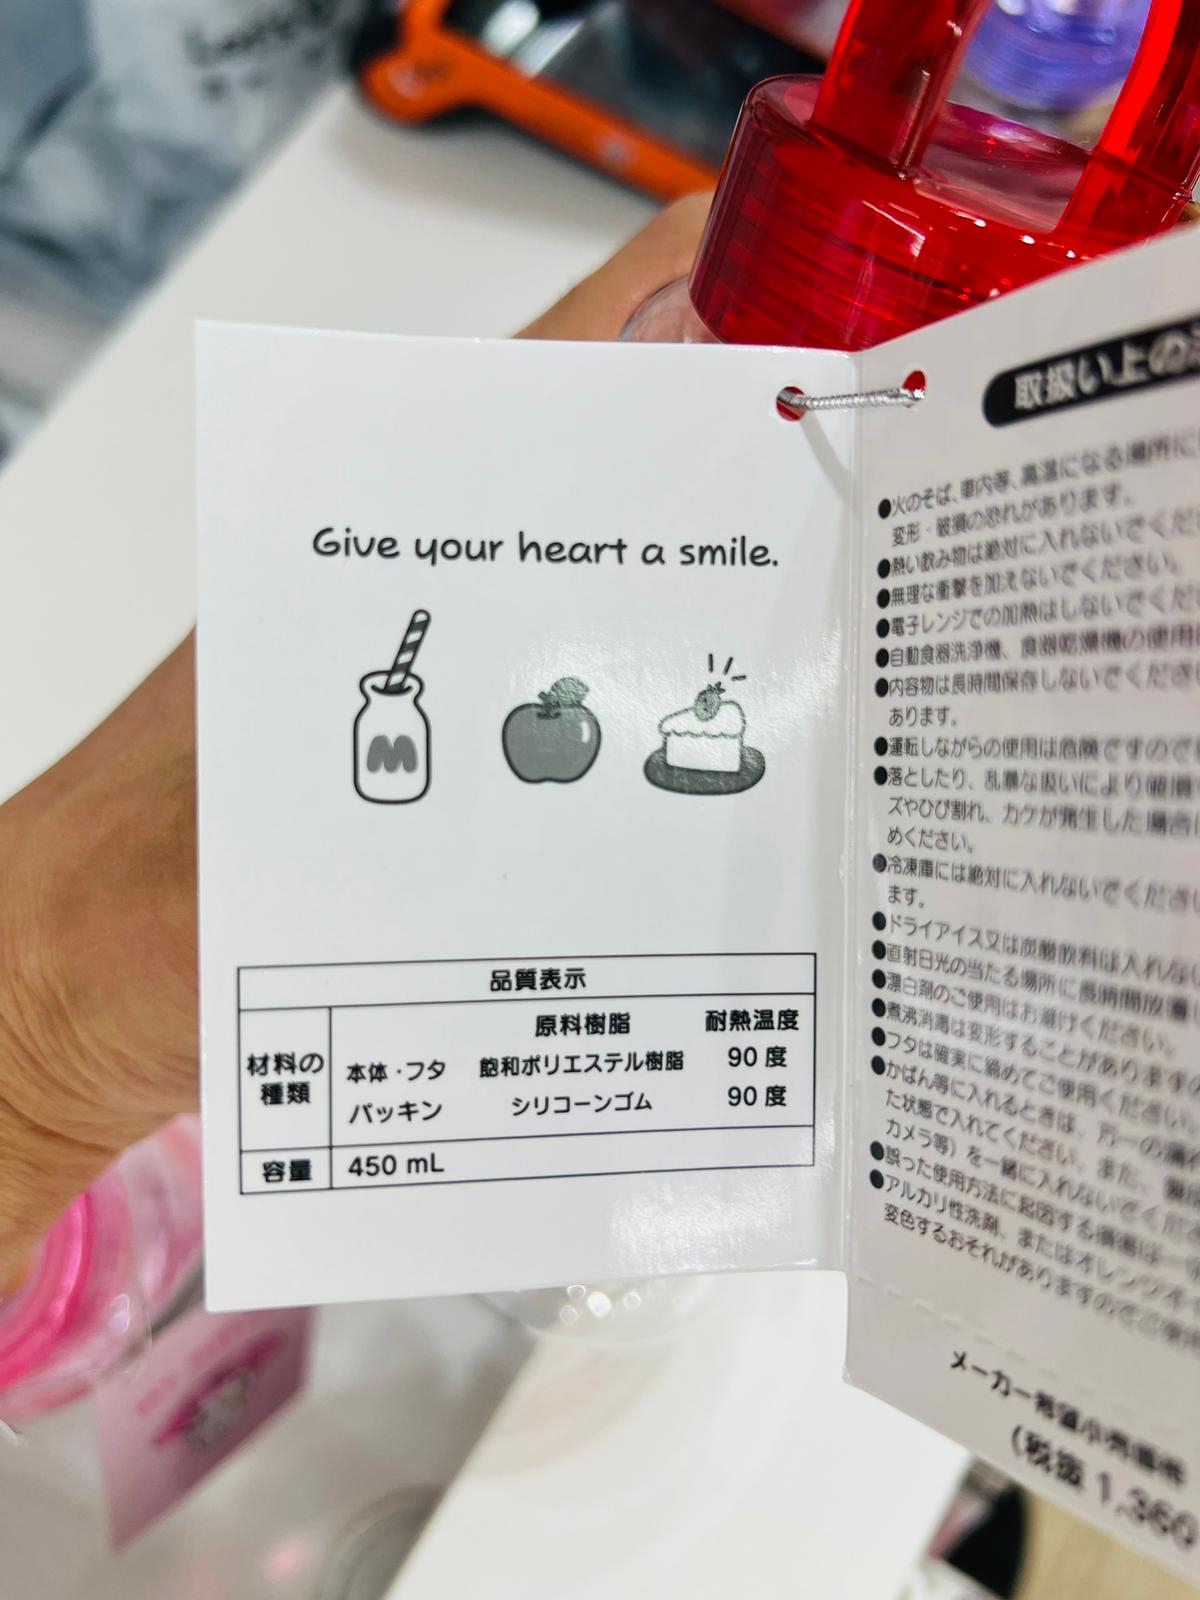 Give your heart a smile.
M
品質表示
材料の
種類
原料樹脂 耐熱温度
本体・フタ 飽和ポリエステル樹脂 90 度
パッキン シリコーンゴム 90 度
容量 450 mL
取扱い上の
●火のそば、車内等、高温になる場所に
変形・破損の恐れがあります。
●熱い飲み物は絶対に入れないでくだ
●無理な衝撃を加えないでください。
●電子レンジでの加熱はしないでくだ
●自動食器洗浄機、食器乾燥機の使用
●内容物は長時間保存しないでくださ
あります。
●運転しながらの使用は危険ですので
●落としたり、乱暴な扱いにより破損
ズやひび割れ、カケが発生した場合
めください。
●冷凍庫には絶対に入れないでくださ
ます。
●ドライアイス又は炭酸飲料は入れな
●直射日光の当たる場所に長時間放置
●漂白剤のご使用はお避けください。
●煮沸消毒は変形することがあります
●フタは確実に締めてご使用ください。
●かばん等に入れるときは、万一の漏
た状態で入れてください。また、
カメラ等）を一緒に入れないでくだ
●誤った使用方法に起因する損傷は一
●アルカリ性洗剤、またはオレンジオ
変色するおそれがありますのでご使用
メーカー希望小売価格
(税抜 1,360